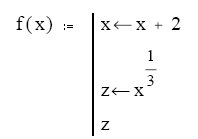 f(x) := x←x + 2
z←x^(1/3)
z